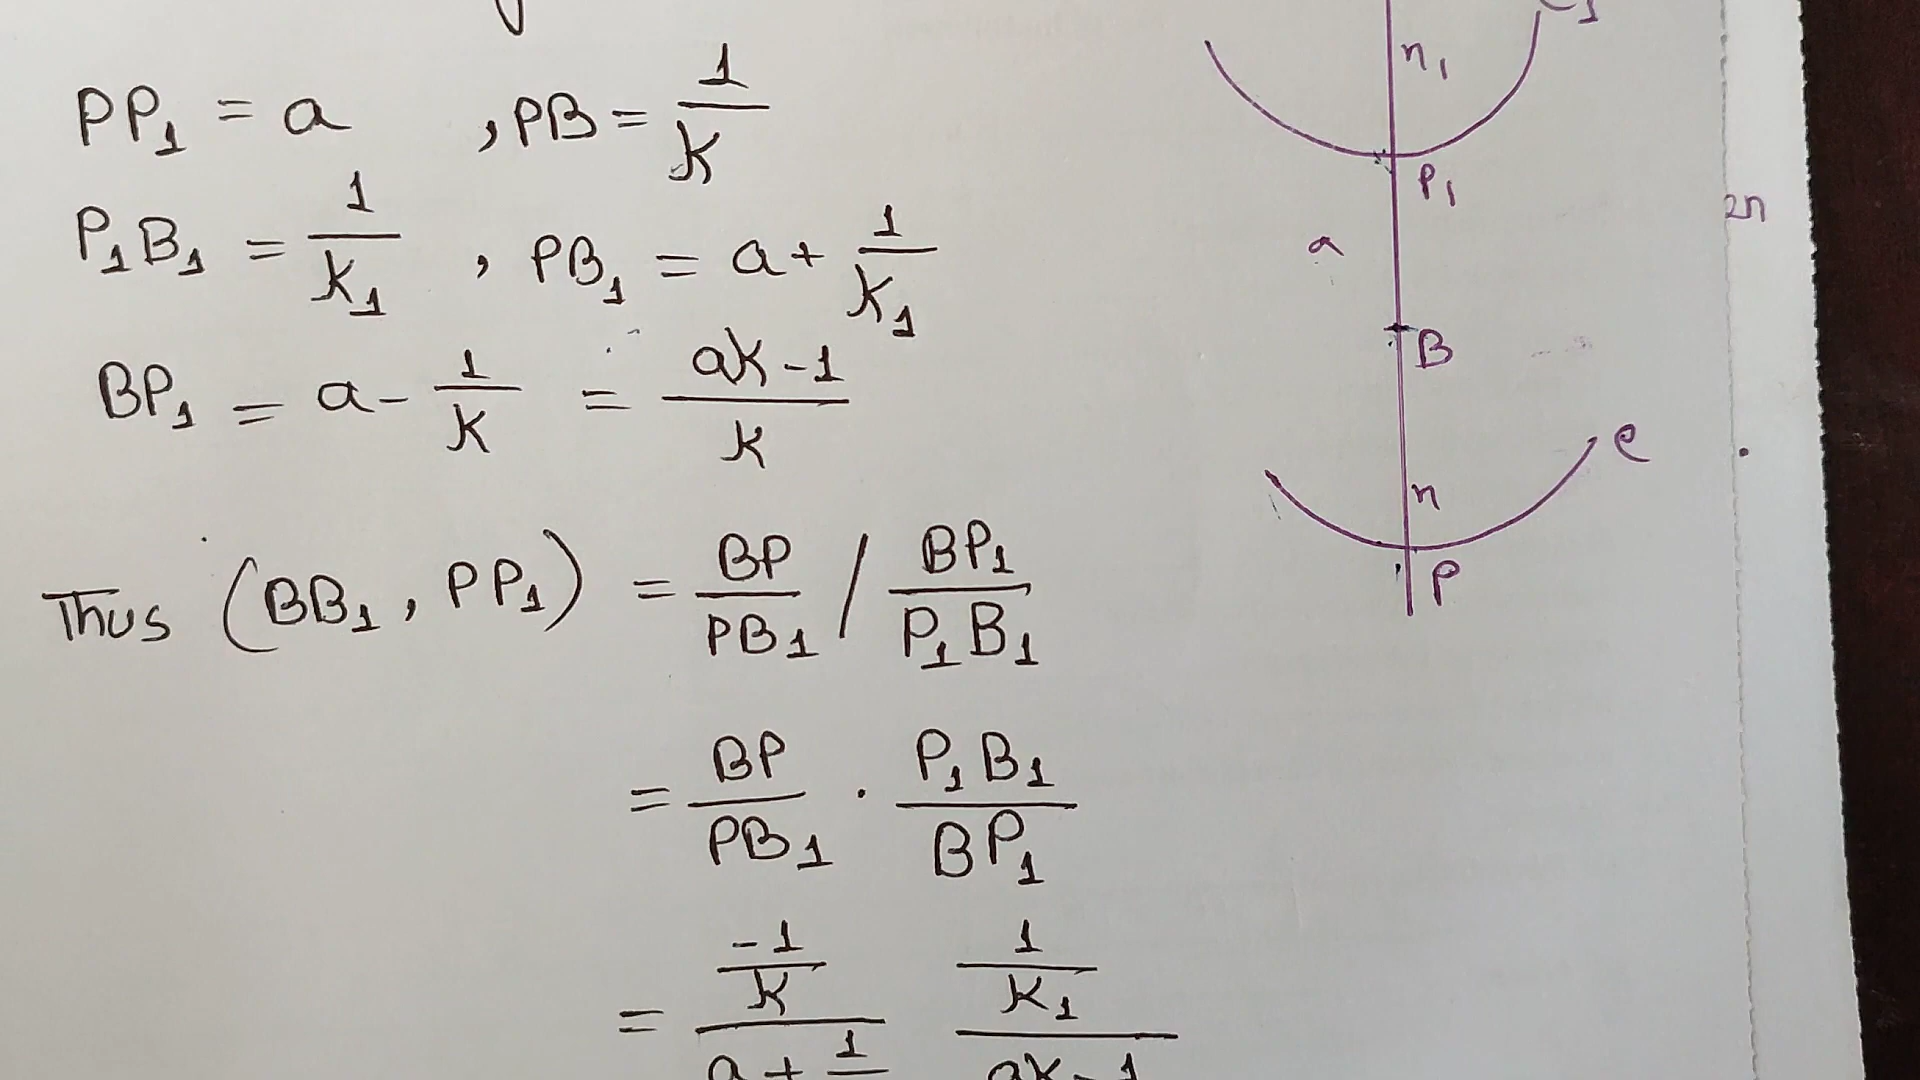 PP₁ = a , PB = 1/K
P₁B₁ = 1/K₁ , PB₁ = a + 1/K₁
BP₁ = a - 1/K = aK-1/K
Thus (BB₁, PP₁) = BP/PB₁ / BP₁/P₁B₁
= BP/PB₁ · P₁B₁/BP₁
= -1/K / a + 1 1/K₁ / aK-1
n₁
P₁
a
B
n
C
P
2n